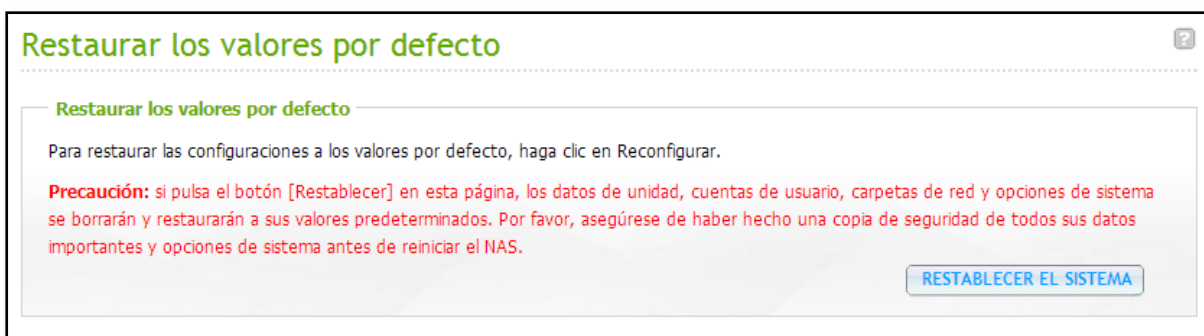 Restaurar los valores por defecto
?
Restaurar los valores por defecto
Para restaurar las configuraciones a los valores por defecto, haga clic en Reconfigurar.
Precaución: si pulsa el botón [Restablecer] en esta página, los datos de unidad, cuentas de usuario, carpetas de red y opciones de sistema
se borrarán y restaurarán a sus valores predeterminados. Por favor, asegúrese de haber hecho una copia de seguridad de todos sus datos
importantes y opciones de sistema antes de reiniciar el NAS.
RESTABLECER EL SISTEMA